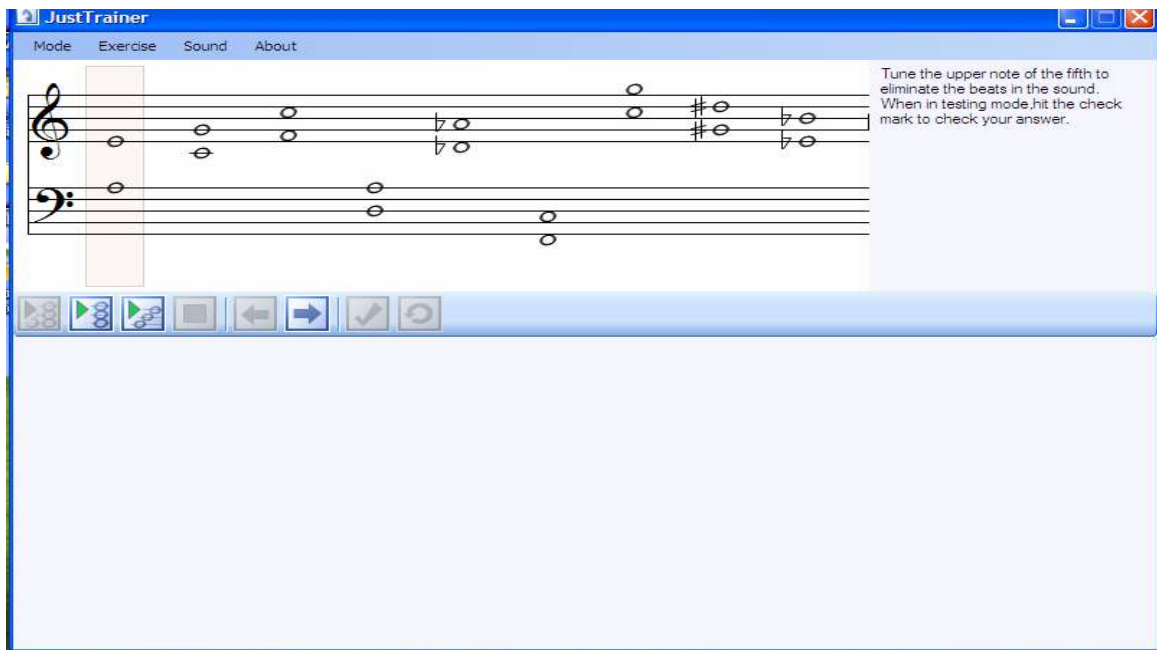 JustTrainer
Mode Exercise Sound About
Tune the upper note of the fifth to
eliminate the beats in the sound.
When in testing mode,hit the check
mark to check your answer.